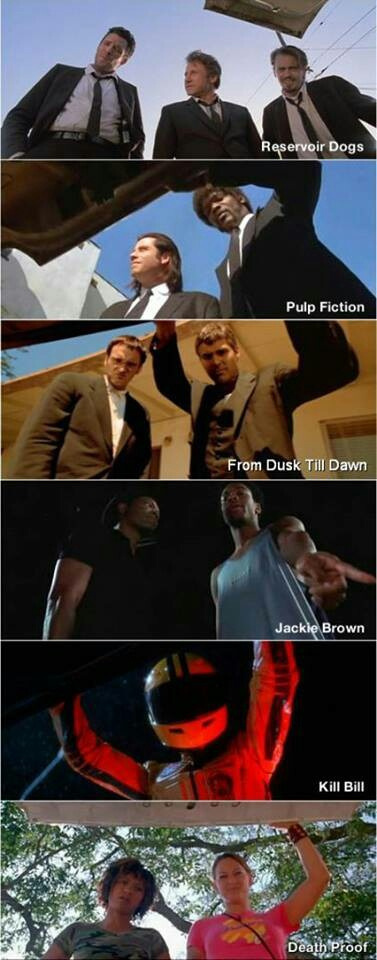 Reservoir Dogs
Pulp Fiction
From Dusk Till Dawn
Jackie Brown
Kill Bill
Death Proof